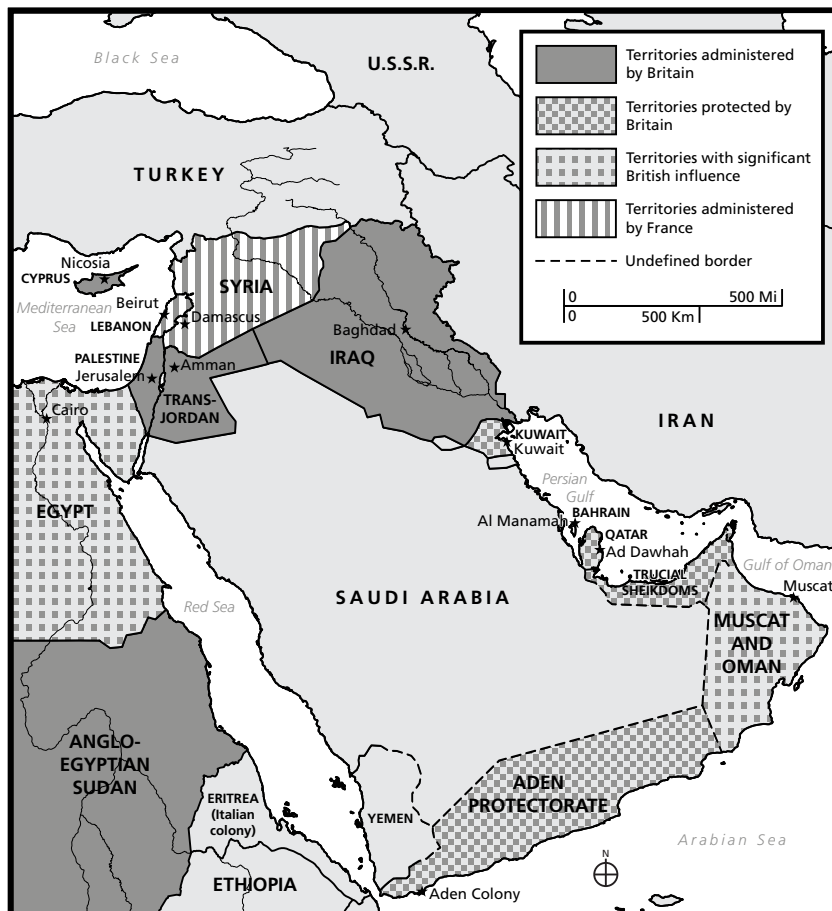 Black Sea
U.S.S.R.
Territories administered
by Britain
Territories protected by
Britain
Territories with significant
British influence
Territories administered
by France
Undefined border
0 500 Mi
0 500 Km
TURKEY
Nicosia
CYPRUS
SYRIA
Mediterranean
Sea
Beirut
LEBANON
Damascus
Baghdad
IRAQ
PALESTINE
Jerusalem
Amman
TRANS-
JORDAN
Cairo
IRAN
KUWAIT
Kuwait
Persian
Gulf
EGYPT
Al Manamah
BAHRAIN
QATAR
Ad Dawhah
TRUCIAL
SHEIKDOMS
Gulf of Oman
Muscat
Red Sea
SAUDI ARABIA
MUSCAT
AND
OMAN
ANGLO-
EGYPTIAN
SUDAN
ERITREA
(Italian
colony)
YEMEN
ADEN
PROTECTORATE
Arabian Sea
N
ETHIOPIA
Aden Colony